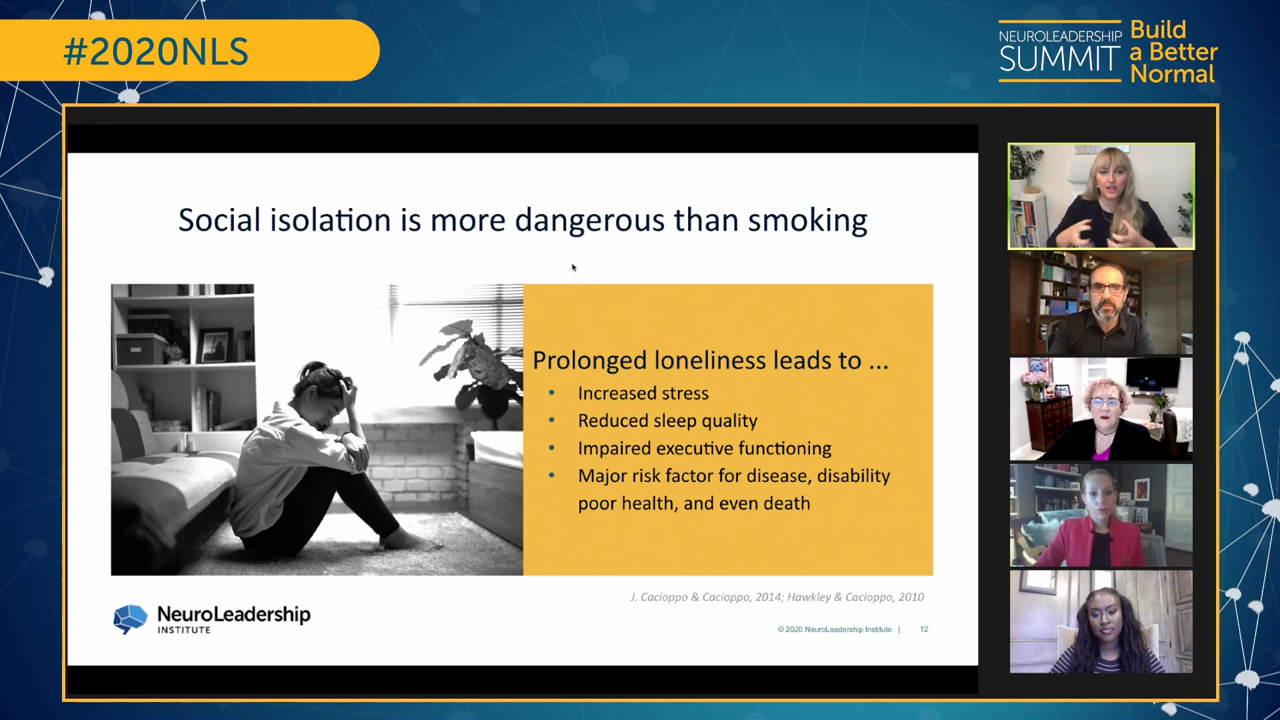 #2020NLS
NEUROLEADERSHIP
SUMMIT
Build
a Better
Normal
Social isolation is more dangerous than smoking
Prolonged loneliness leads to ...
• Increased stress
• Reduced sleep quality
• Impaired executive functioning
• Major risk factor for disease, disability
poor health, and even death
J. Cacioppo & Cacioppo, 2014; Hawkley & Cacioppo, 2010
NeuroLeadership
INSTITUTE
© 2020 NeuroLeadership Institute | 12